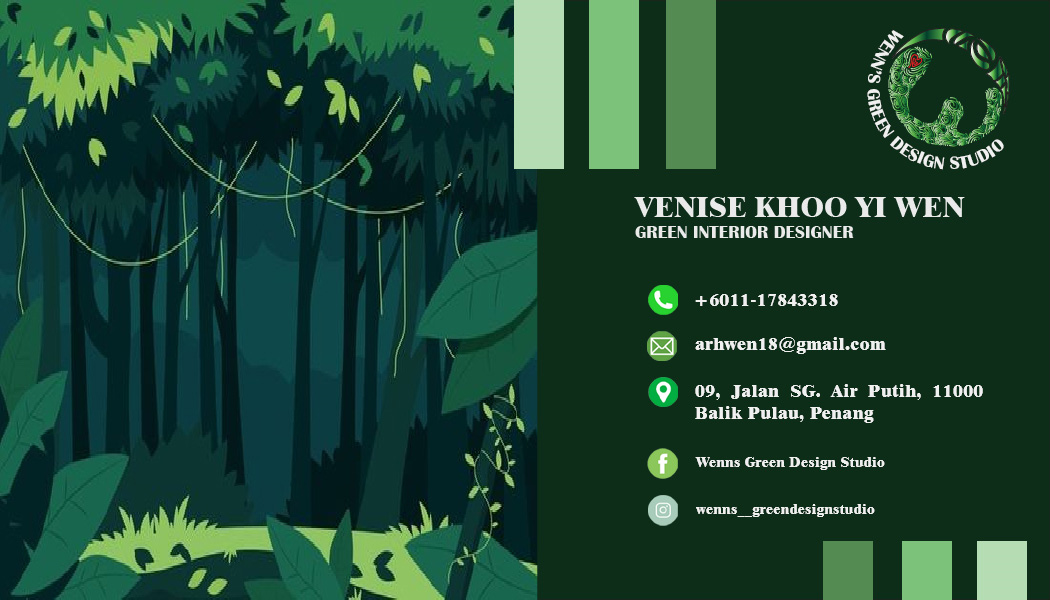 WENN'S GREEN DESIGN STUDIO
VENISE KHOO YI WEN
GREEN INTERIOR DESIGNER
+6011-17843318
arhwen18@gmail.com
09, Jalan SG. Air Putih, 11000
Balik Pulau, Penang
Wenns Green Design Studio
wenns__greendesignstudio